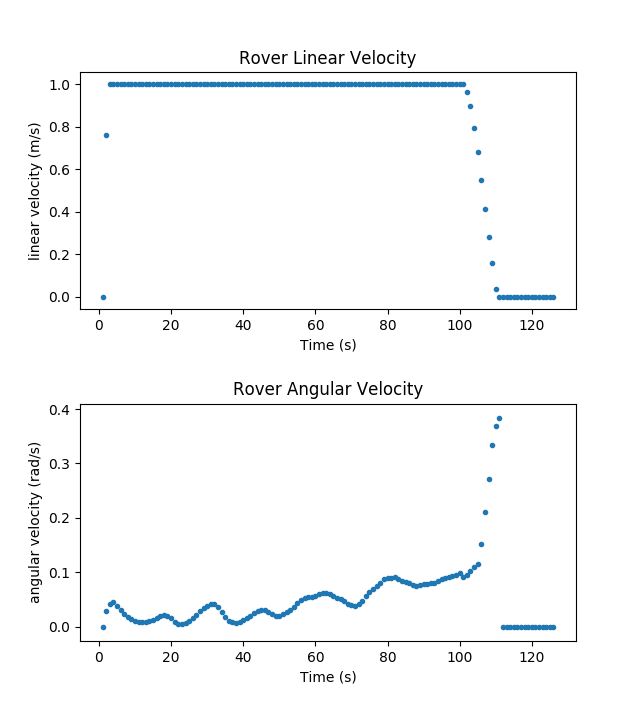 Rover Linear Velocity
linear velocity (m/s)
1.0
0.8
0.6
0.4
0.2
0.0
0 20 40 60 80 100 120
Time (s)
Rover Angular Velocity
angular velocity (rad/s)
0.4
0.3
0.2
0.1
0.0
0 20 40 60 80 100 120
Time (s)